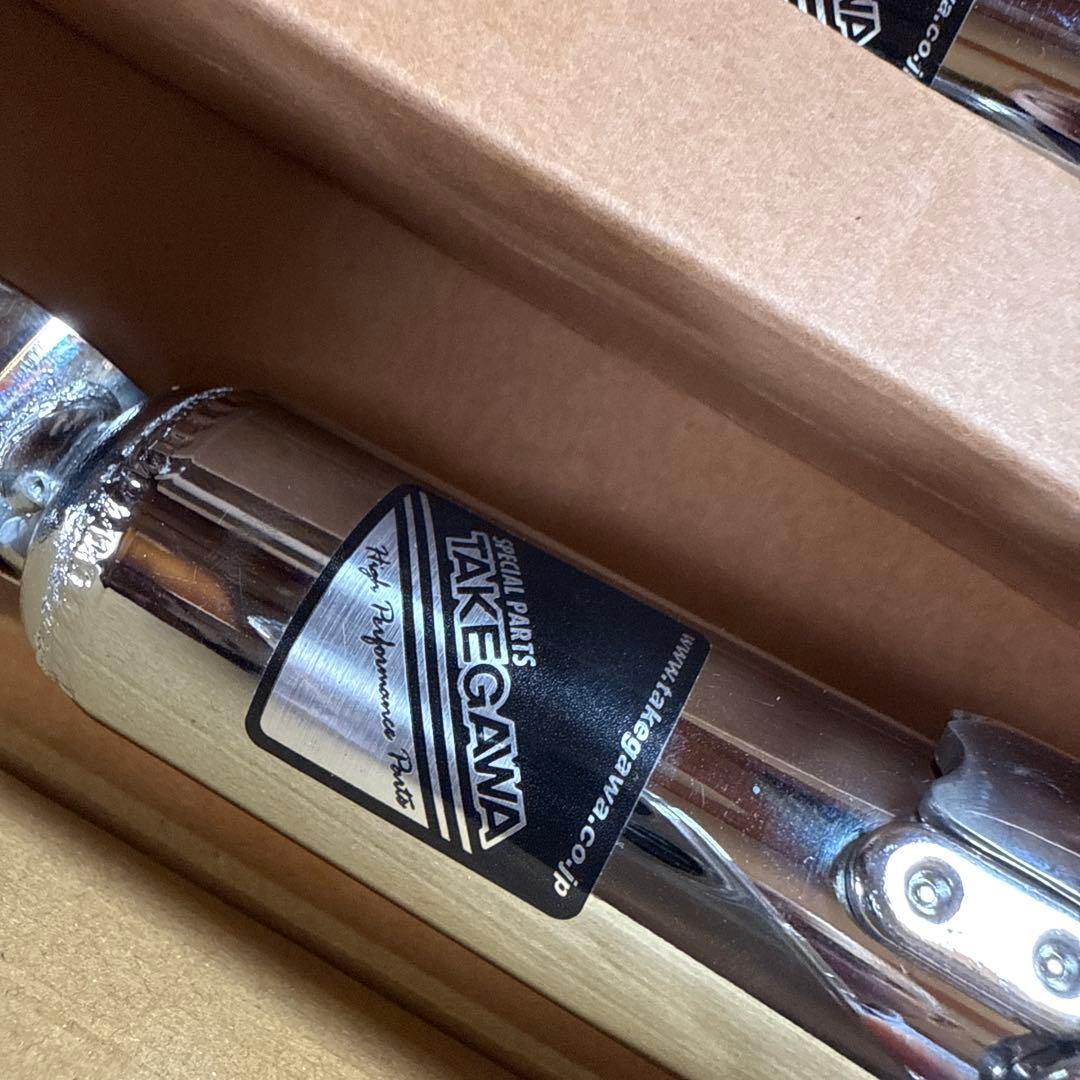 SPECIAL PARTS
TAKEGAWA
High Performance Parts
www.takegawa.co.jp